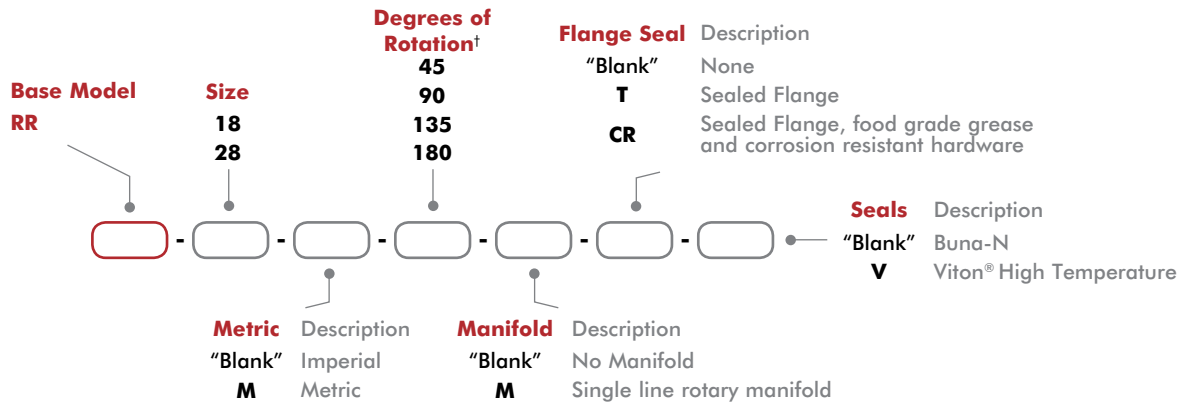 Base Model
RR
Size
18
28
Degrees of
Rotation†
45
90
135
180
Flange Seal Description
"Blank" None
T Sealed Flange
CR Sealed Flange, food grade grease
and corrosion resistant hardware
- - - - - -
Seals Description
"Blank" Buna-N
V Viton® High Temperature
Metric Description
"Blank" Imperial
M Metric
Manifold Description
"Blank" No Manifold
M Single line rotary manifold